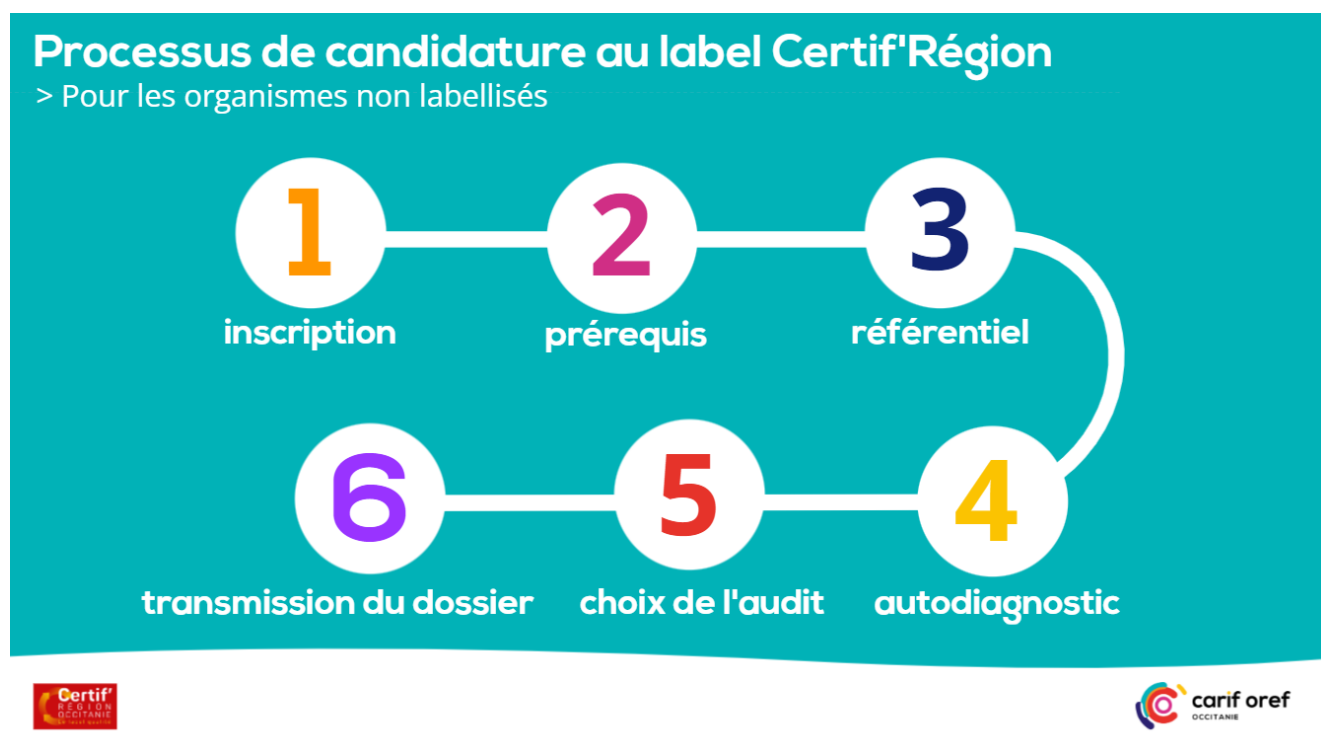 Processus de candidature au label Certif'Région
> Pour les organismes non labellisés
1
2
3
inscription
prérequis
référentiel
6
5
4
transmission du dossier
choix de l'audit
autodiagnostic
Certif'
RÉGION
OCCITANIE
carif oref
OCCITANIE